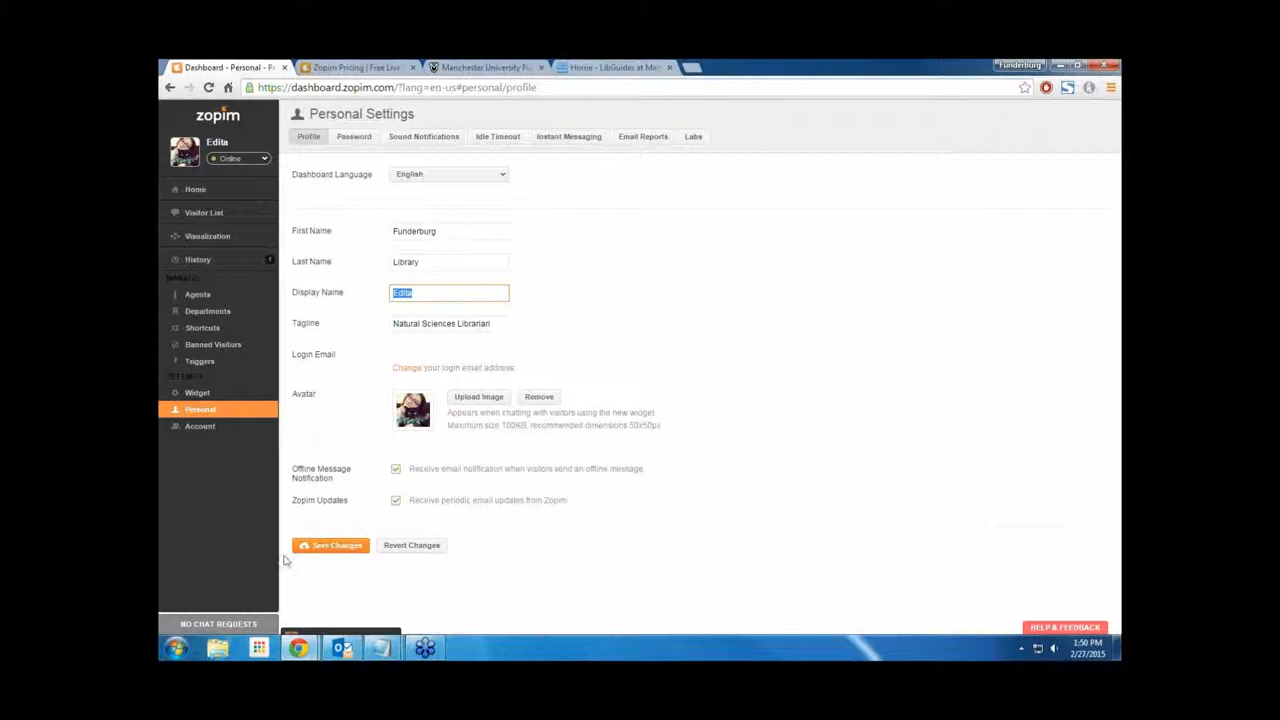 Dashboard - Personal - P
Zopim Pricing | Free Live
Manchester University Fu
Home - LibGuides at Ma
Funderburg
https://dashboard.zopim.com/?lang=en-us#personal/profile
zopim
Edita
Online
Home
Visitor List
Visualization
History
1
Agents
Departments
Shortcuts
Banned Visitors
Triggers
Widget
Personal
Account
NO CHAT REQUESTS
Personal Settings
Profile
Password
Sound Notifications
Idle Timeout
Instant Messaging
Email Reports
Labs
Dashboard Language
English
First Name
Funderburg
Last Name
Library
Display Name
Edita
Tagline
Natural Sciences Librarian
Login Email
Change your login email address.
Avatar
Upload Image
Remove
Appears when chatting with visitors using the new widget
Maximum size 100KB, recommended dimensions 50x50px
Offline Message
Notification
Receive email notification when visitors send an offline message.
Zopim Updates
Receive periodic email updates from Zopim.
Save Changes
Revert Changes
HELP & FEEDBACK
1:50 PM
2/27/2015